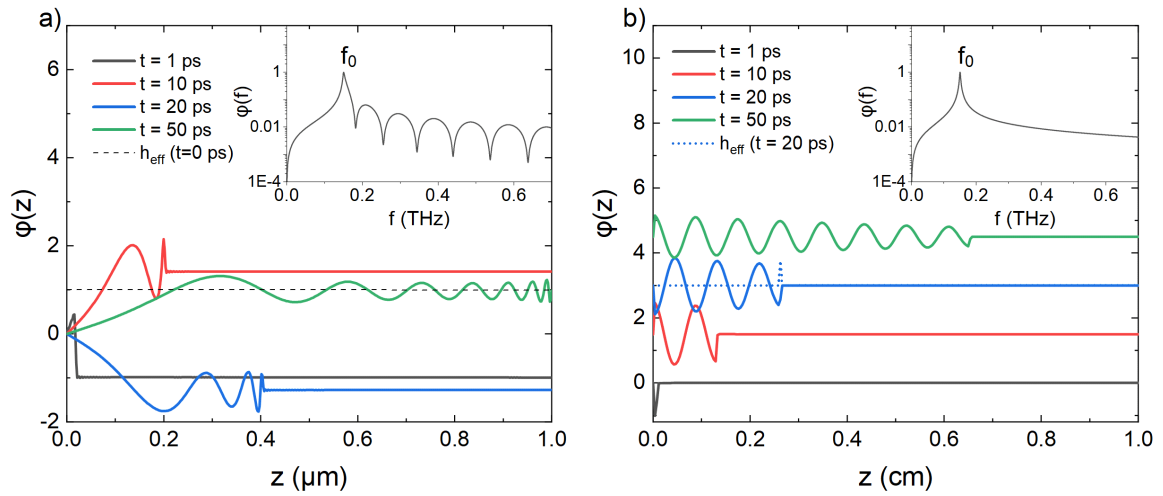 a)
t = 1 ps
t = 10 ps
t = 20 ps
t = 50 ps
h_eff (t=0 ps)
φ(z)
6
4
2
0
-2
0.0 0.2 0.4 0.6 0.8 1.0
z (μm)
f₀
φ(f)
1
0.01
1E−4
0.0 0.2 0.4 0.6
f (THz)
b)
t = 1 ps
t = 10 ps
t = 20 ps
t = 50 ps
h_eff (t = 20 ps)
φ(z)
10
8
6
4
2
0
0.0 0.2 0.4 0.6 0.8 1.0
z (cm)
f₀
φ(f)
1
0.01
1E−4
0.0 0.2 0.4 0.6
f (THz)